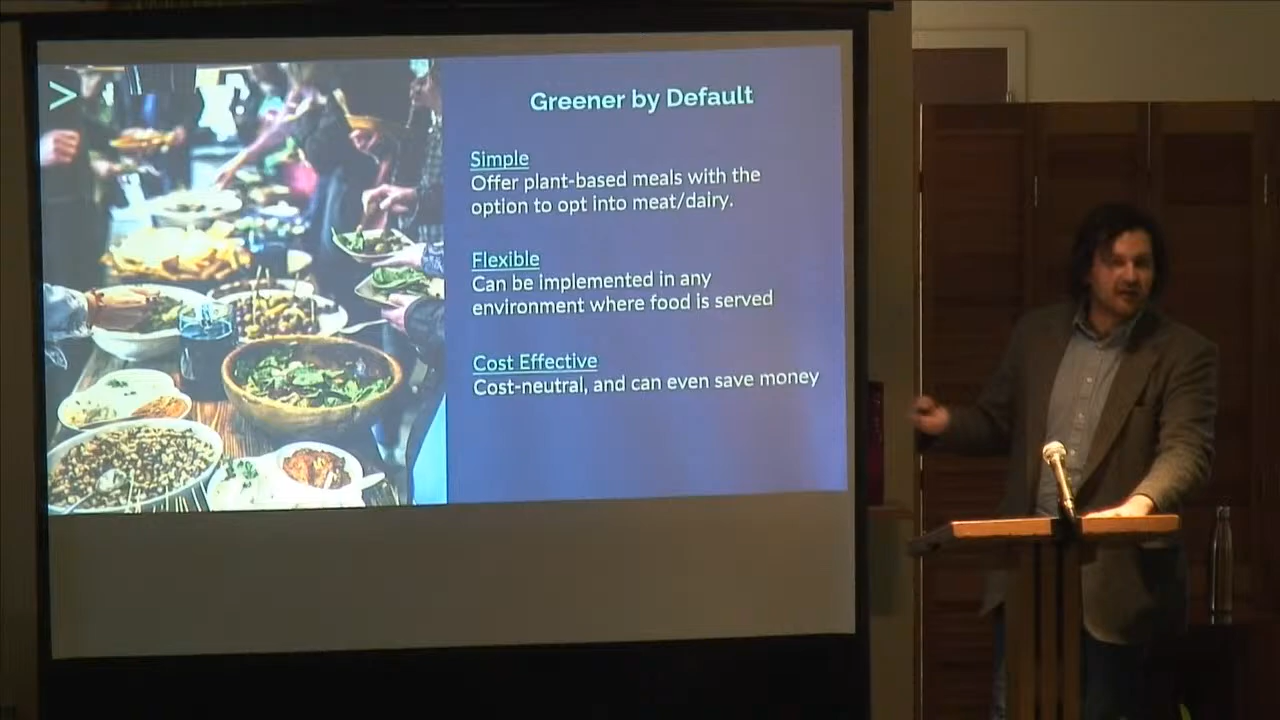 >
Greener by Default
Simple
Offer plant-based meals with the
option to opt into meat/dairy.
Flexible
Can be implemented in any
environment where food is served
Cost Effective
Cost-neutral, and can even save money